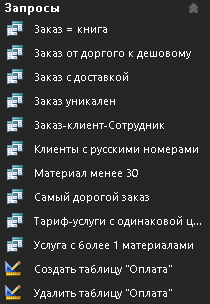 Запросы
Заказ = книга
Заказ от доргого к дешовому
Заказ с доставкой
Заказ уникален
Заказ-клиент-Сотрудник
Клиенты с русскими номерами
Материал менее 30
Самый дорогой заказ
Тариф-услуги с одинаковой ц...
Услуга с более 1 материалами
Создать таблицу "Оплата"
Удалить таблицу "Оплата"